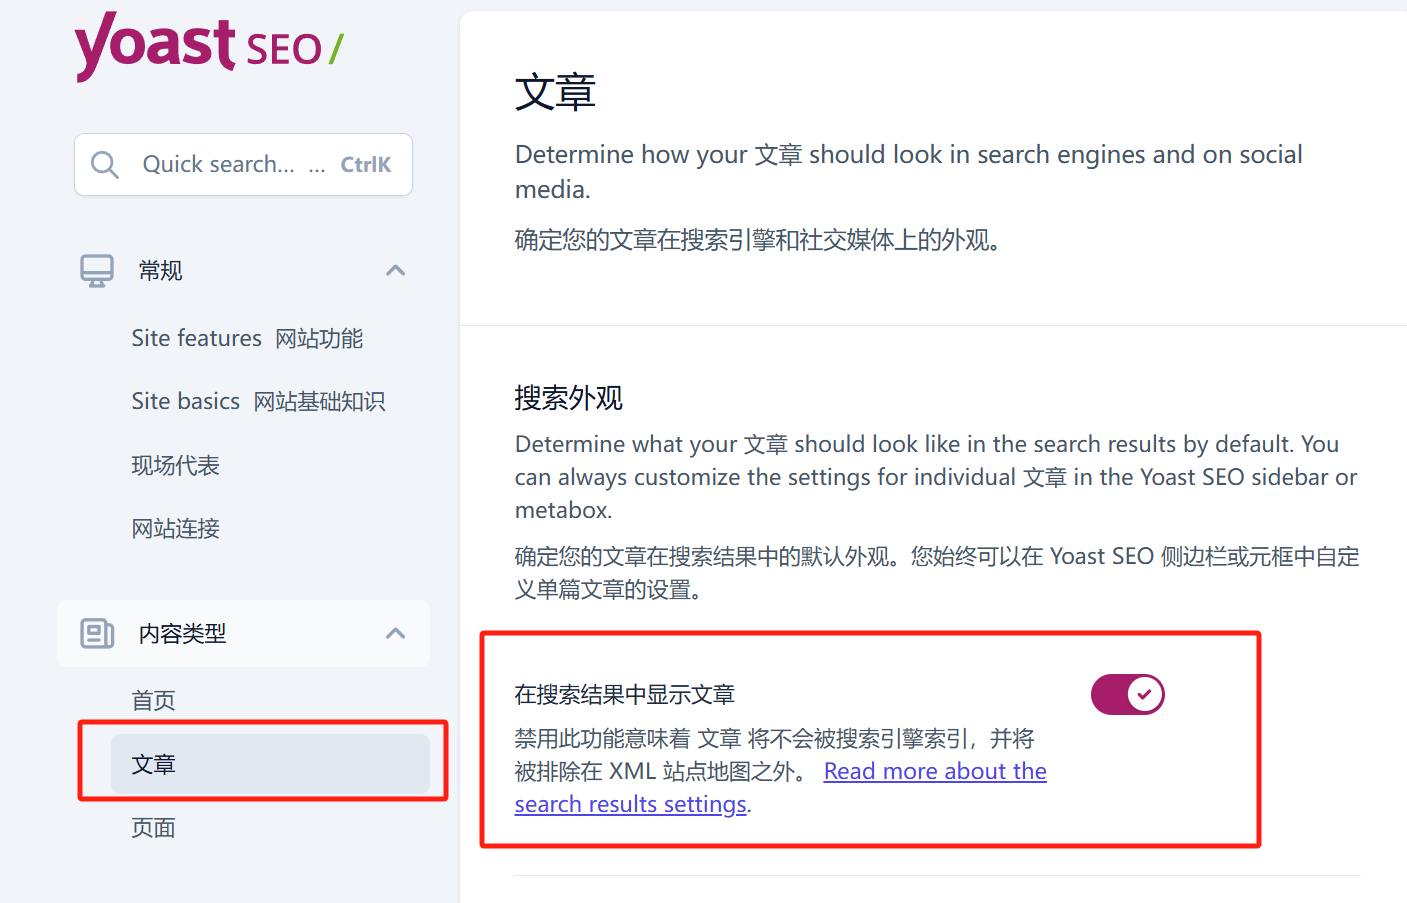 yoast SEO/
Quick search... ... CtrlK
常规
Site features 网站功能
Site basics 网站基础知识
现场代表
网站连接
内容类型
首页
文章
页面
文章
Determine how your 文章 should look in search engines and on social
media.
确定您的文章在搜索引擎和社交媒体上的外观。
搜索外观
Determine what your 文章 should look like in the search results by default. You
can always customize the settings for individual 文章 in the Yoast SEO sidebar or
metabox.
确定您的文章在搜索结果中的默认外观。您始终可以在 Yoast SEO 侧边栏或元框中自定
义单篇文章的设置。
在搜索结果中显示文章
禁用此功能意味着 文章 将不会被搜索引擎索引，并将
被排除在 XML 站点地图之外。 Read more about the
search results settings.